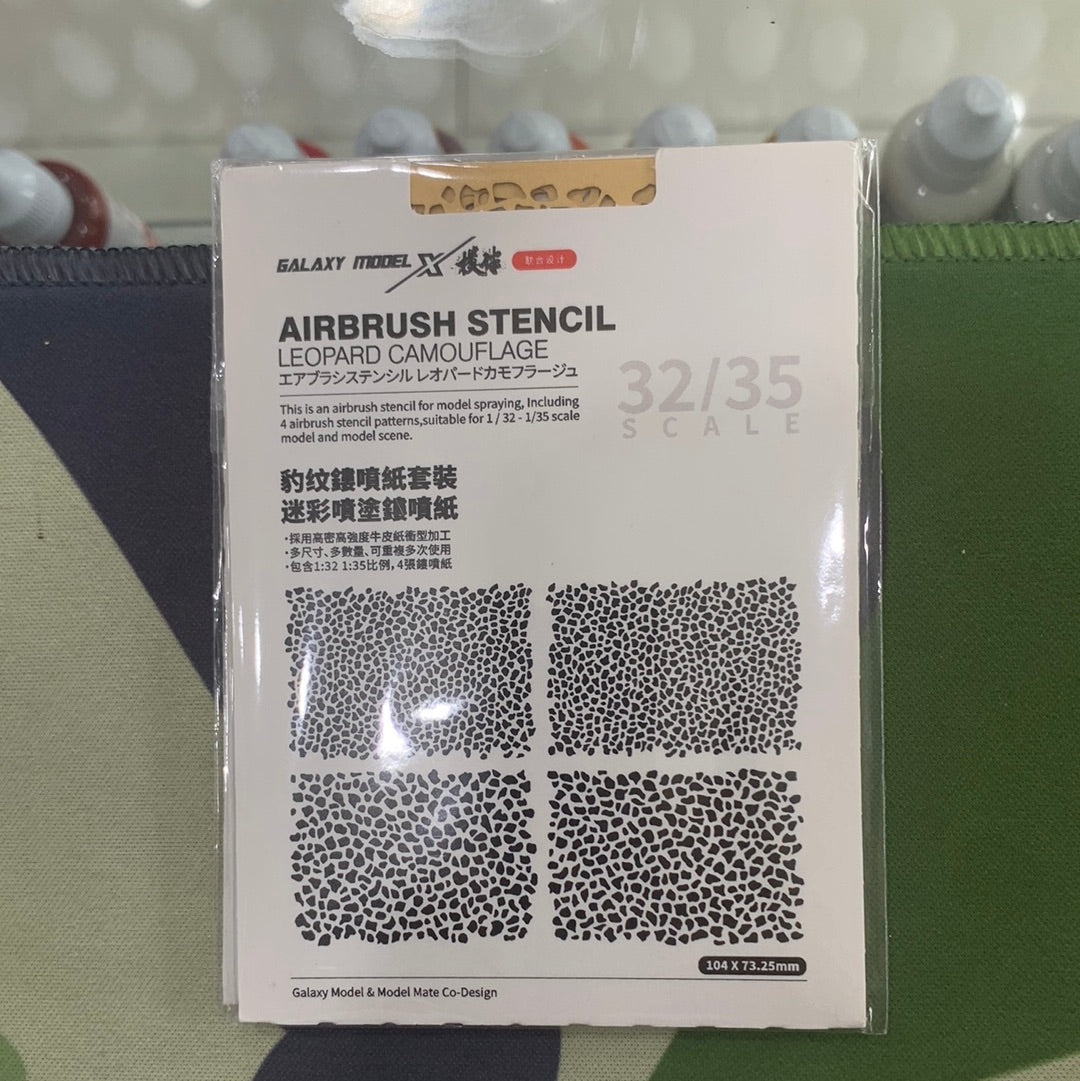 GALAXY MODEL X 模棒 联合设计
AIRBRUSH STENCIL
LEOPARD CAMOUFLAGE
エアブラシステンシル レオパードカモフラージュ
32/35
SCALE
This is an airbrush stencil for model spraying, Including
4 airbrush stencil patterns,suitable for 1 / 32 - 1/35 scale
model and model scene.
豹纹鏤噴紙套裝
迷彩噴塗鏤噴紙
·採用高密高強度牛皮紙衝型加工
·多尺寸、多數量、可重複多次使用
·包含1:32 1:35比例, 4張鏤噴紙
104 X 73.25mm
Galaxy Model & Model Mate Co-Design